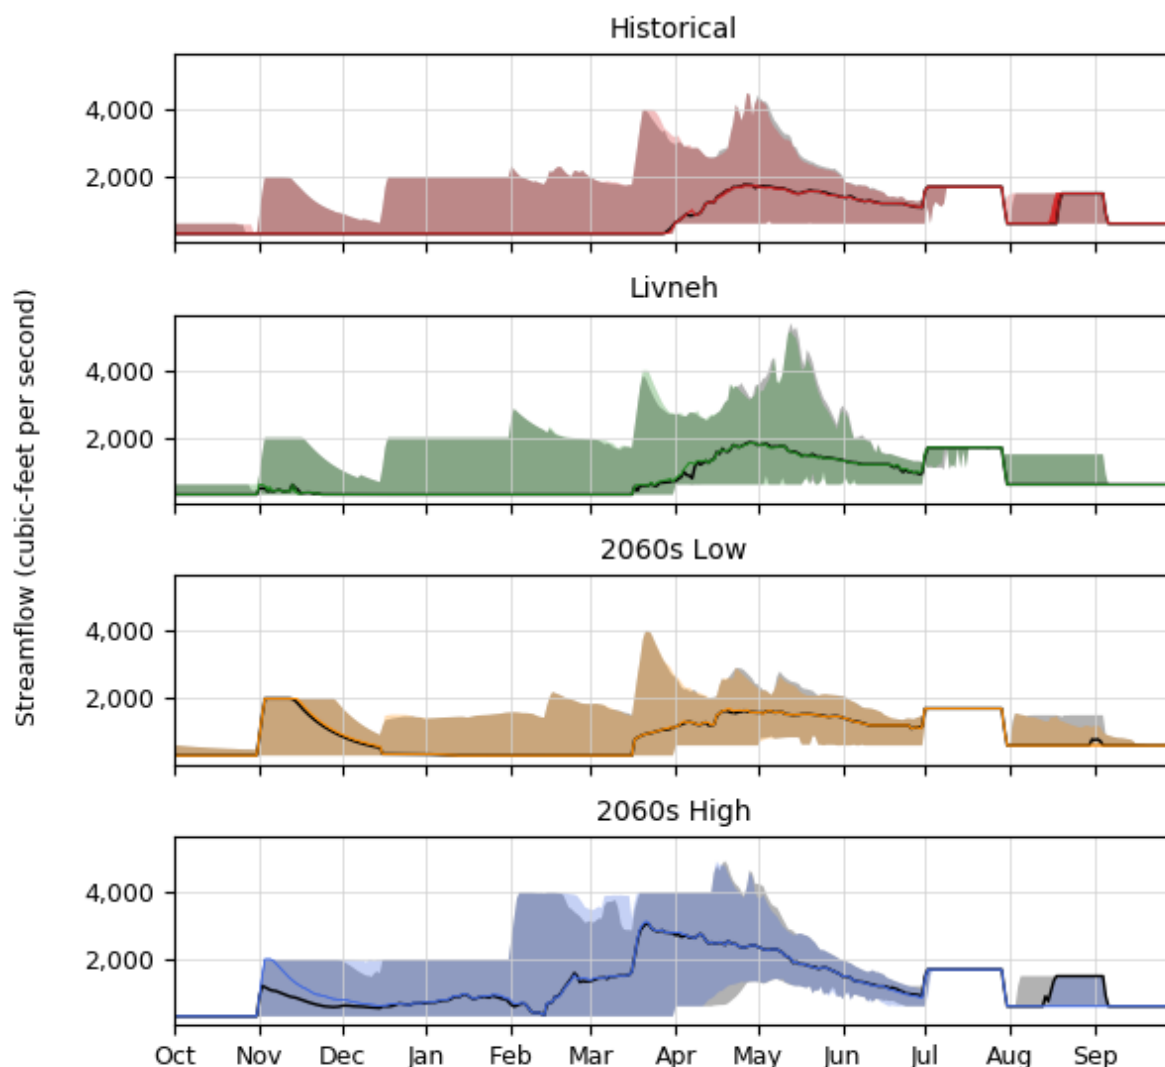 Historical
4,000
2,000
Livneh
4,000
2,000
Streamflow (cubic-feet per second)
2060s Low
4,000
2,000
2060s High
4,000
2,000
Oct Nov Dec Jan Feb Mar Apr May Jun Jul Aug Sep